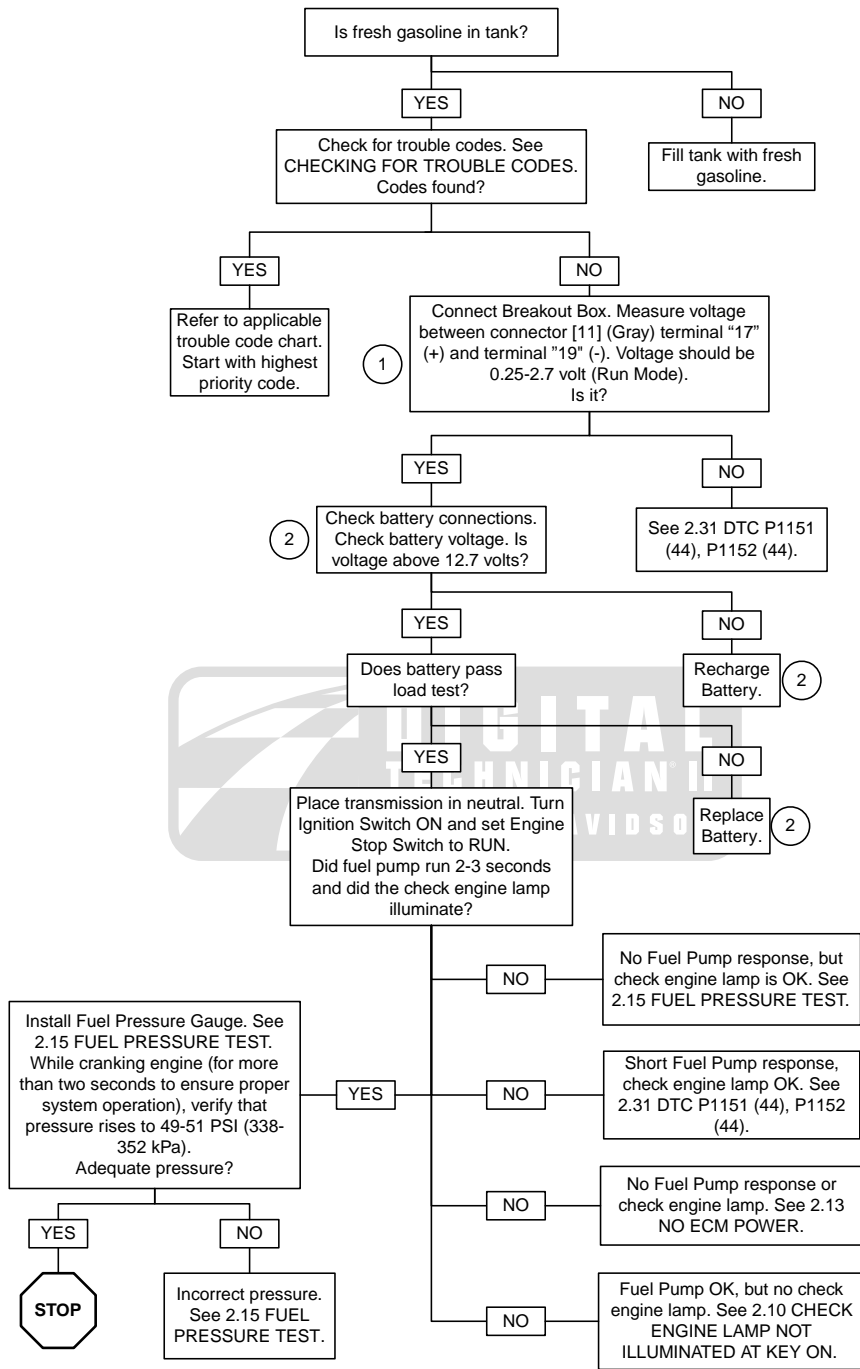 Is fresh gasoline in tank?
YES
NO
Check for trouble codes. See
CHECKING FOR TROUBLE CODES.
Codes found?
Fill tank with fresh
gasoline.
YES
NO
Refer to applicable
trouble code chart.
Start with highest
priority code.
1
Connect Breakout Box. Measure voltage
between connector [11] (Gray) terminal “17”
(+) and terminal ”19" (-). Voltage should be
0.25-2.7 volt (Run Mode).
Is it?
YES
NO
2
Check battery connections.
Check battery voltage. Is
voltage above 12.7 volts?
See 2.31 DTC P1151
(44), P1152 (44).
YES
NO
Does battery pass
load test?
Recharge
Battery.
2
DIGITAL
TECHNICIAN II
AVIDSO
YES
NO
Place transmission in neutral. Turn
Ignition Switch ON and set Engine
Stop Switch to RUN.
Did fuel pump run 2-3 seconds
and did the check engine lamp
illuminate?
Replace
Battery.
2
NO
No Fuel Pump response, but
check engine lamp is OK. See
2.15 FUEL PRESSURE TEST.
Install Fuel Pressure Gauge. See
2.15 FUEL PRESSURE TEST.
While cranking engine (for more
than two seconds to ensure proper
system operation), verify that
pressure rises to 49-51 PSI (338-
352 kPa).
Adequate pressure?
YES
NO
Short Fuel Pump response,
check engine lamp OK. See
2.31 DTC P1151 (44), P1152
(44).
NO
No Fuel Pump response or
check engine lamp. See 2.13
NO ECM POWER.
YES
NO
STOP
Incorrect pressure.
See 2.15 FUEL
PRESSURE TEST.
NO
Fuel Pump OK, but no check
engine lamp. See 2.10 CHECK
ENGINE LAMP NOT
ILLUMINATED AT KEY ON.